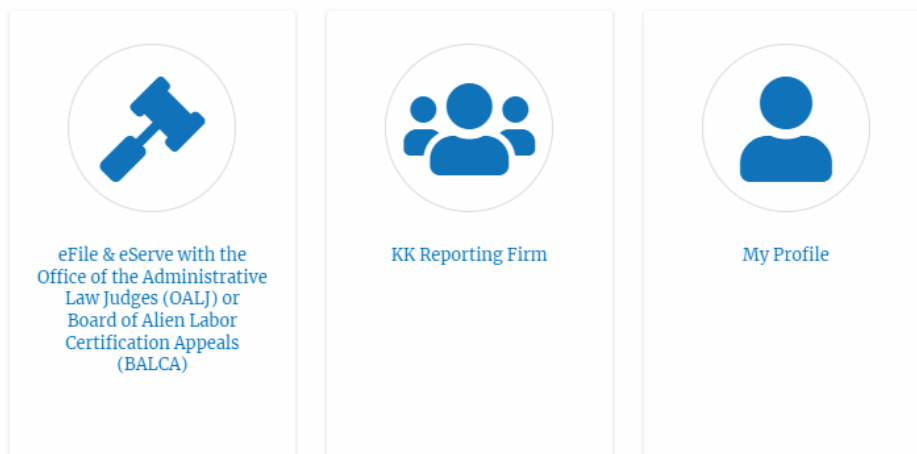 eFile & eServe with the
Office of the Administrative
Law Judges (OALJ) or
Board of Alien Labor
Certification Appeals
(BALCA)
KK Reporting Firm
My Profile